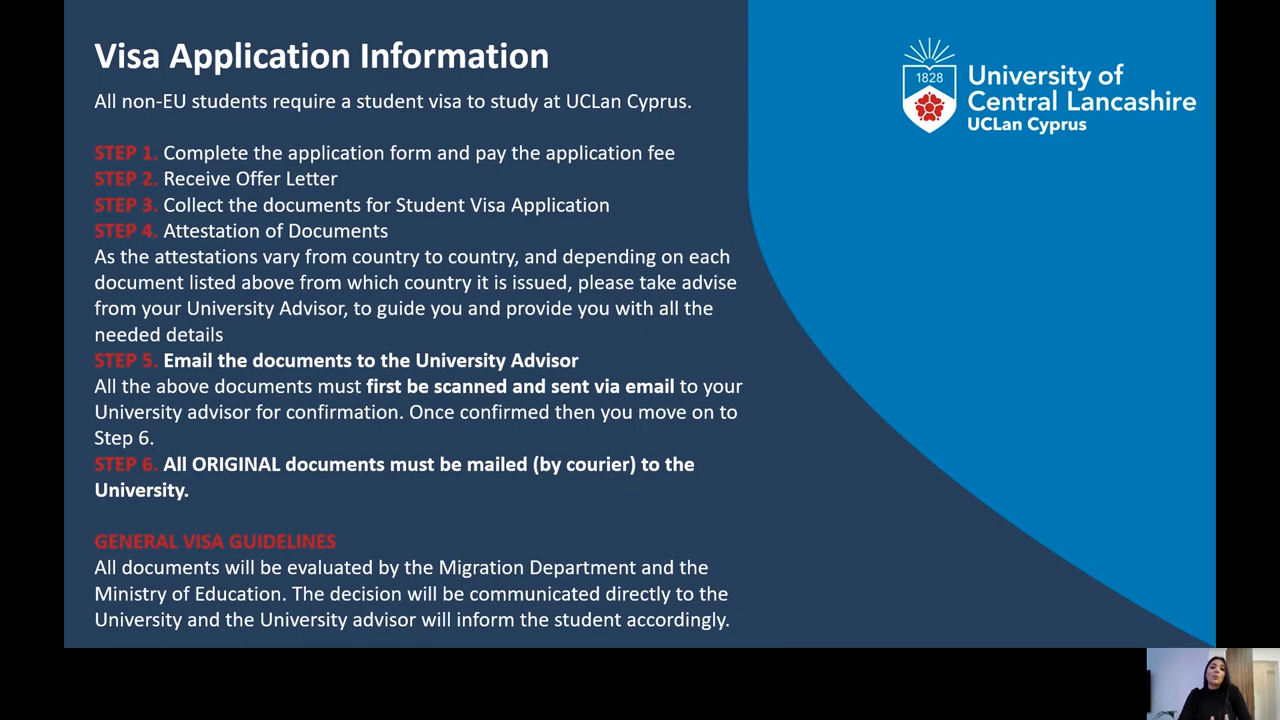 Visa Application Information
All non-EU students require a student visa to study at UCLan Cyprus.
STEP 1. Complete the application form and pay the application fee
STEP 2. Receive Offer Letter
STEP 3. Collect the documents for Student Visa Application
STEP 4. Attestation of Documents
As the attestations vary from country to country, and depending on each
document listed above from which country it is issued, please take advise
from your University Advisor, to guide you and provide you with all the
needed details
STEP 5. Email the documents to the University Advisor
All the above documents must first be scanned and sent via email to your
University advisor for confirmation. Once confirmed then you move on to
Step 6.
STEP 6. All ORIGINAL documents must be mailed (by courier) to the
University.
GENERAL VISA GUIDELINES
All documents will be evaluated by the Migration Department and the
Ministry of Education. The decision will be communicated directly to the
University and the University advisor will inform the student accordingly.
1828
University of
Central Lancashire
UCLan Cyprus